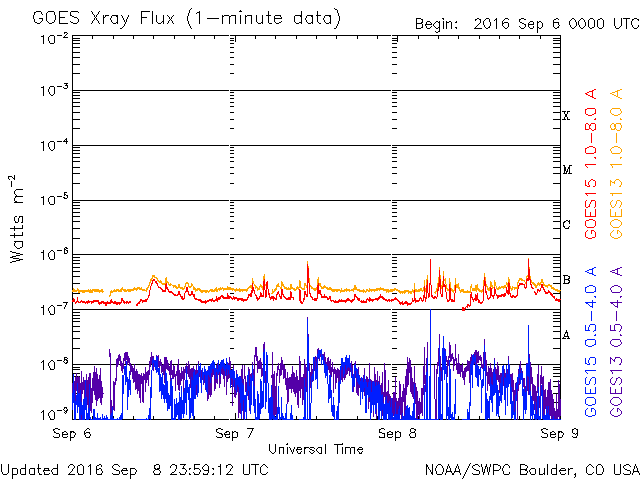 GOES Xray Flux (1-minute data)
Begin: 2016 Sep 6 0000 UTC
10-2
10-3
10-4
10-5
10-6
10-7
10-8
10-9
Watts m-2
X
M
C
B
A
GOES15 1.0-8.0 A
GOES13 1.0-8.0 A
GOES15 0.5-4.0 A
GOES13 0.5-4.0 A
Sep 6
Sep 7
Sep 8
Sep 9
Universal Time
Updated 2016 Sep 8 23:59:12 UTC
NOAA/SWPC Boulder, CO USA